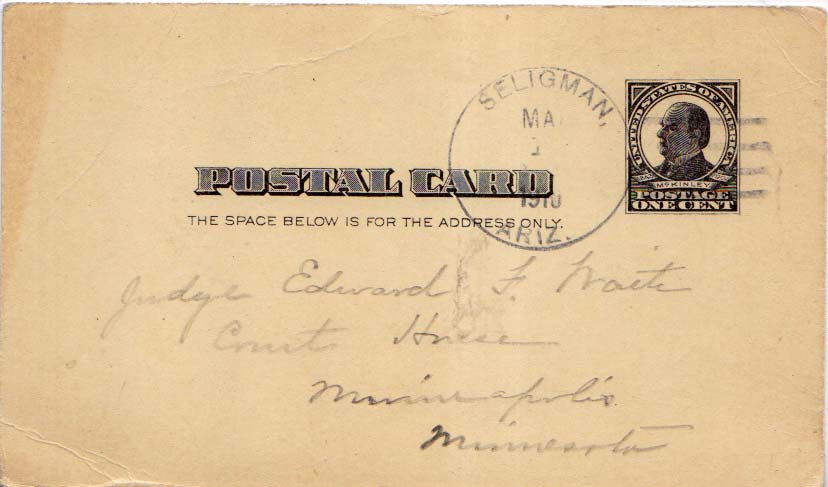 SELIGMAN,
MA
1910
ARIZ.
UNITED STATES OF AMERICA
McKINLEY
POSTAGE
ONE CENT
POSTAL CARD
THE SPACE BELOW IS FOR THE ADDRESS ONLY.
Judge Edward F. Waite
Court House
Minneapolis
Minnesota